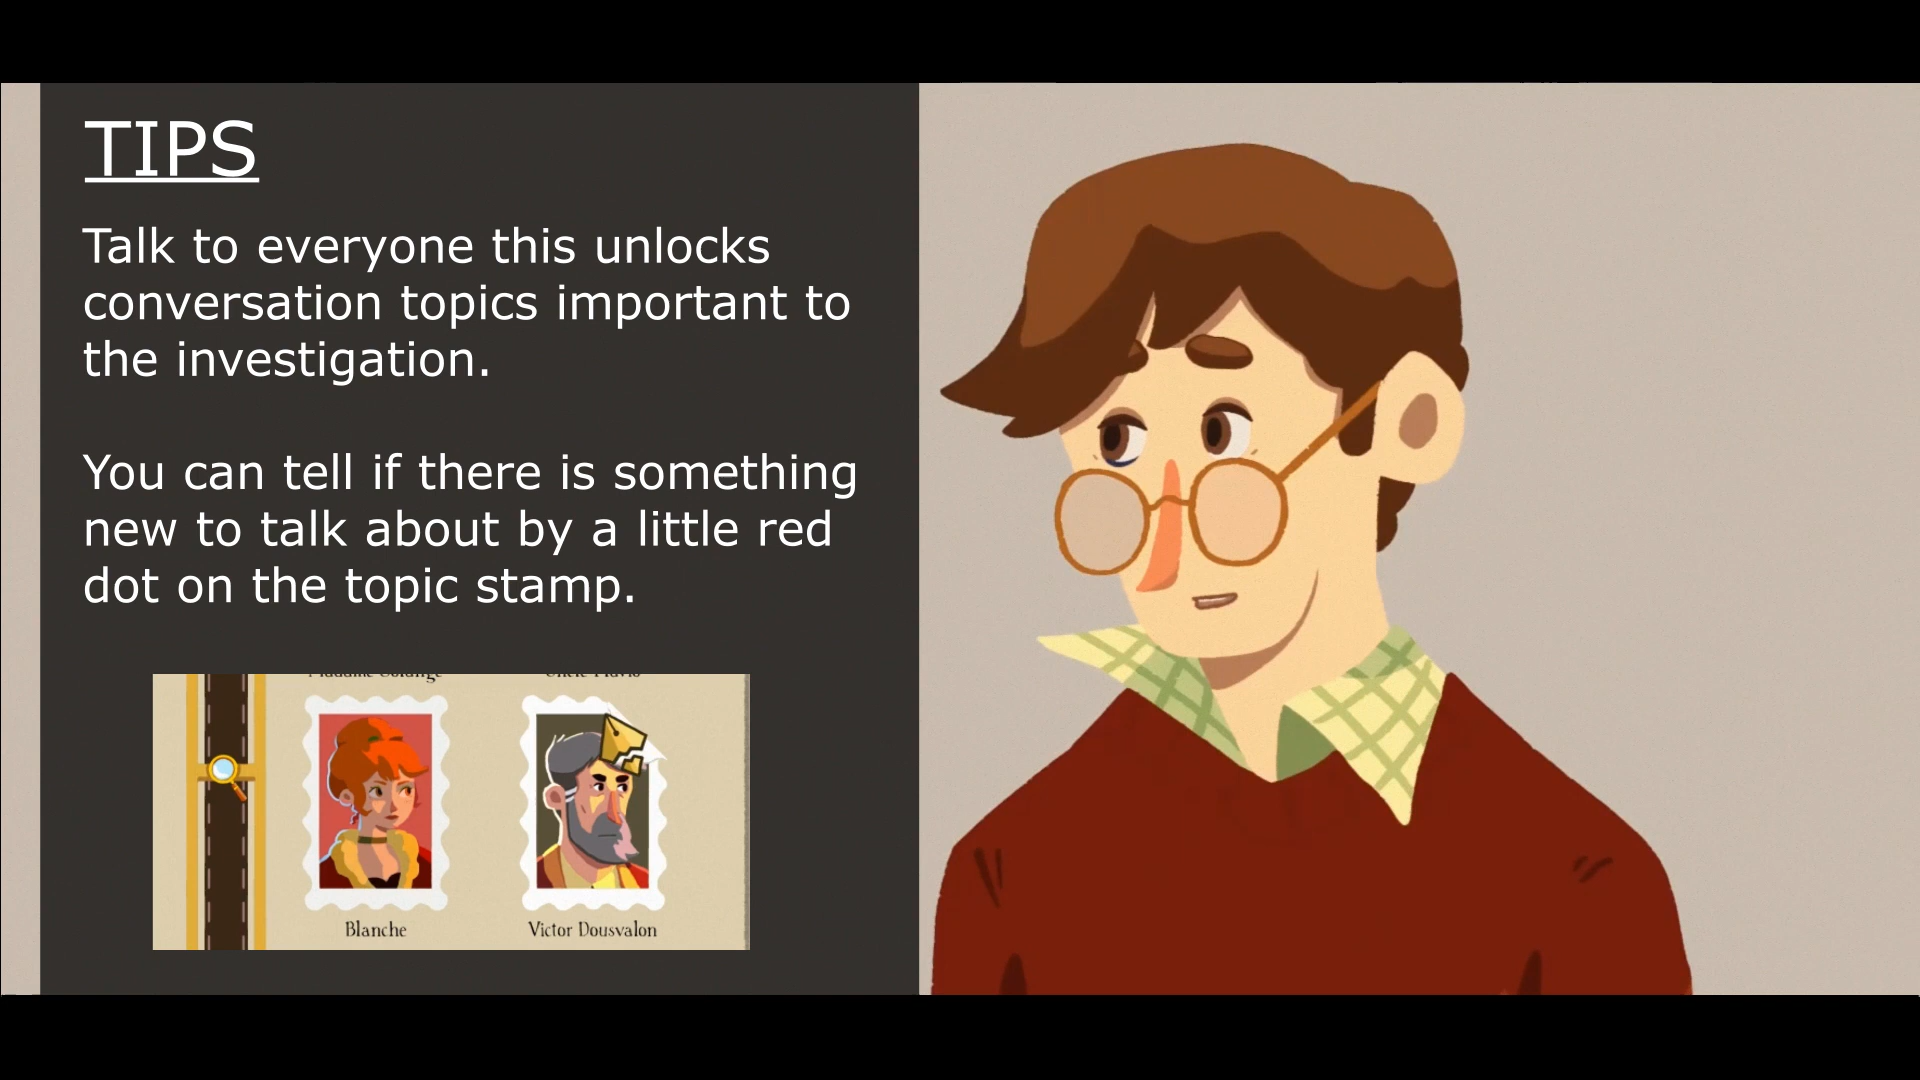 TIPS
Talk to everyone this unlocks
conversation topics important to
the investigation.
You can tell if there is something
new to talk about by a little red
dot on the topic stamp.
Blanche
Victor Dousvalon